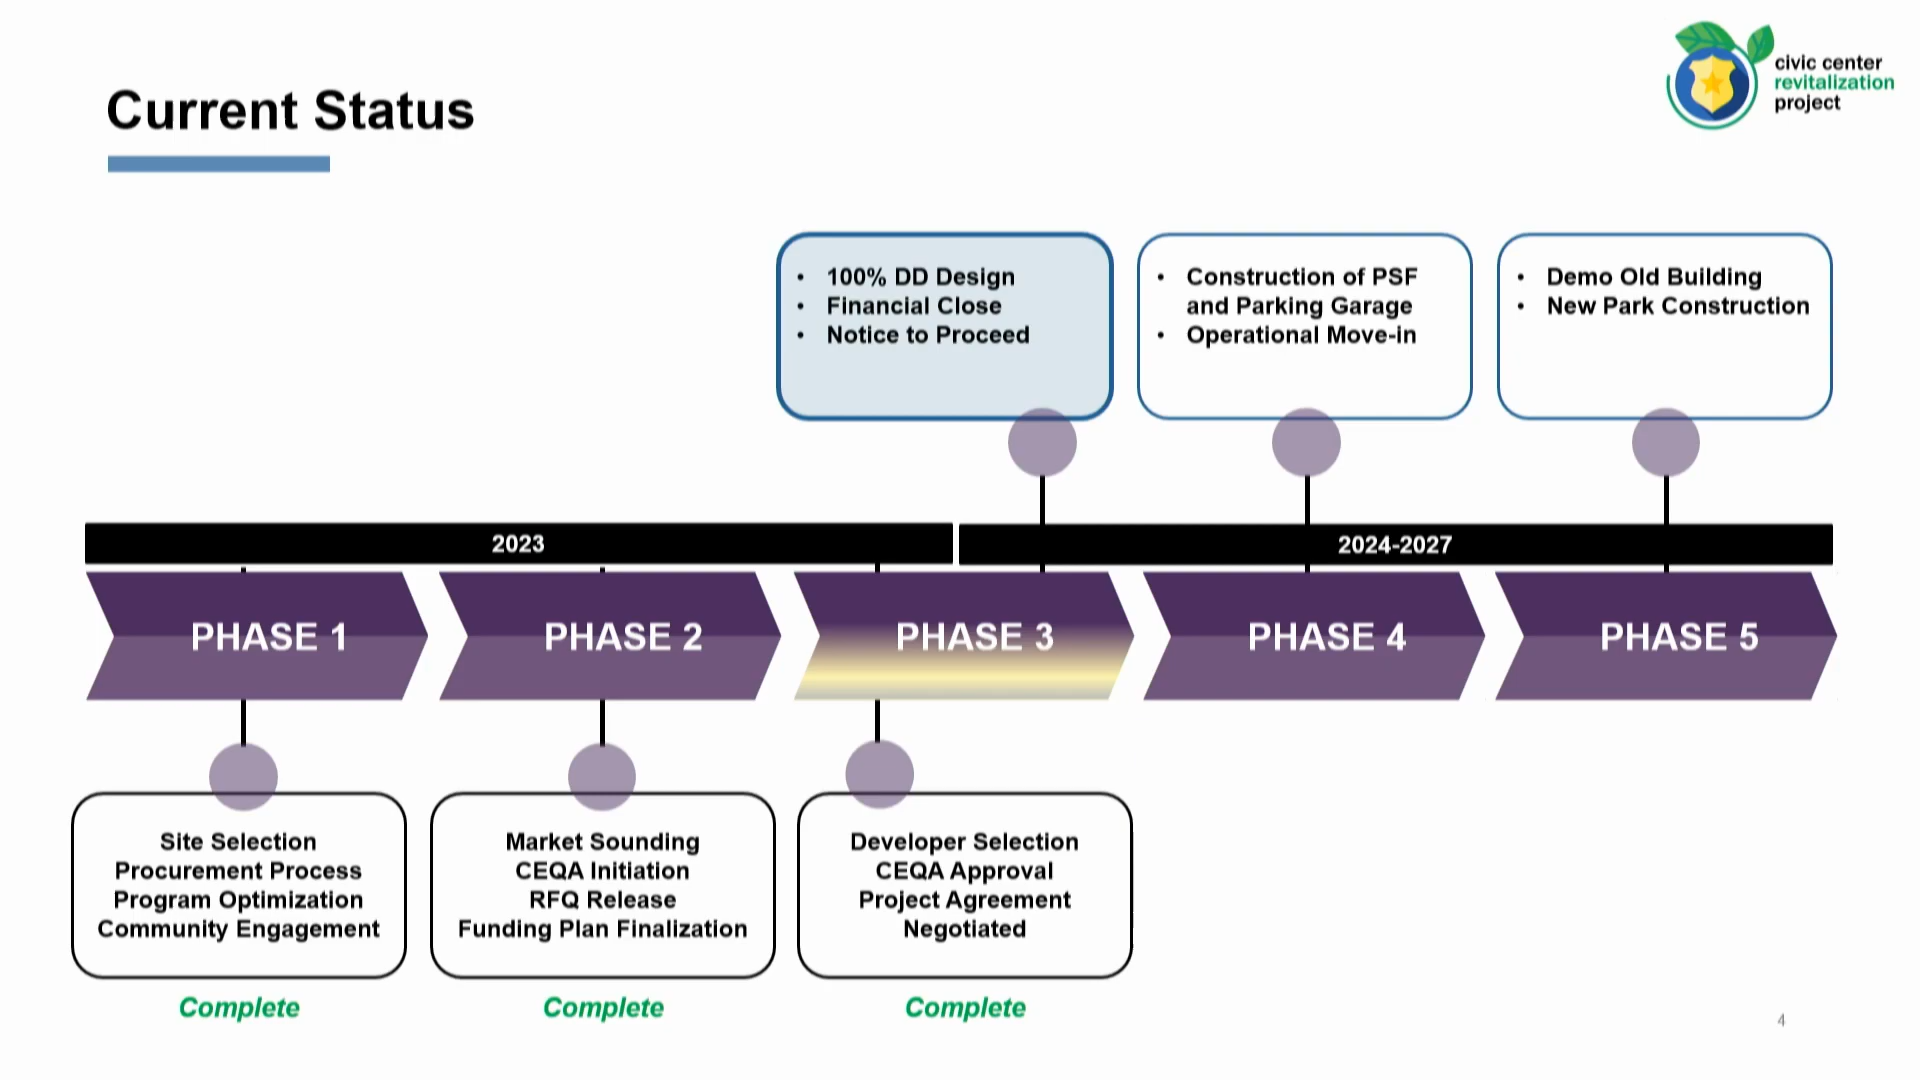 civic center
revitalization
project
Current Status
• 100% DD Design
• Financial Close
• Notice to Proceed
• Construction of PSF
and Parking Garage
• Operational Move-in
• Demo Old Building
• New Park Construction
2023
2024-2027
PHASE 1
PHASE 2
PHASE 3
PHASE 4
PHASE 5
Site Selection
Procurement Process
Program Optimization
Community Engagement
Complete
Market Sounding
CEQA Initiation
RFQ Release
Funding Plan Finalization
Complete
Developer Selection
CEQA Approval
Project Agreement
Negotiated
Complete
4